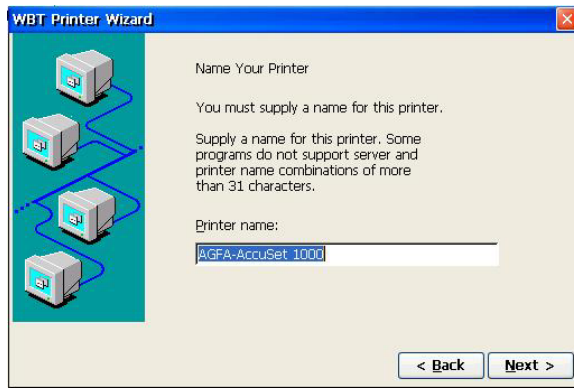 WBT Printer Wizard
Name Your Printer
You must supply a name for this printer.
Supply a name for this printer. Some
programs do not support server and
printer name combinations of more
than 31 characters.
Printer name:
AGFA-AccuSet 1000
< Back Next >